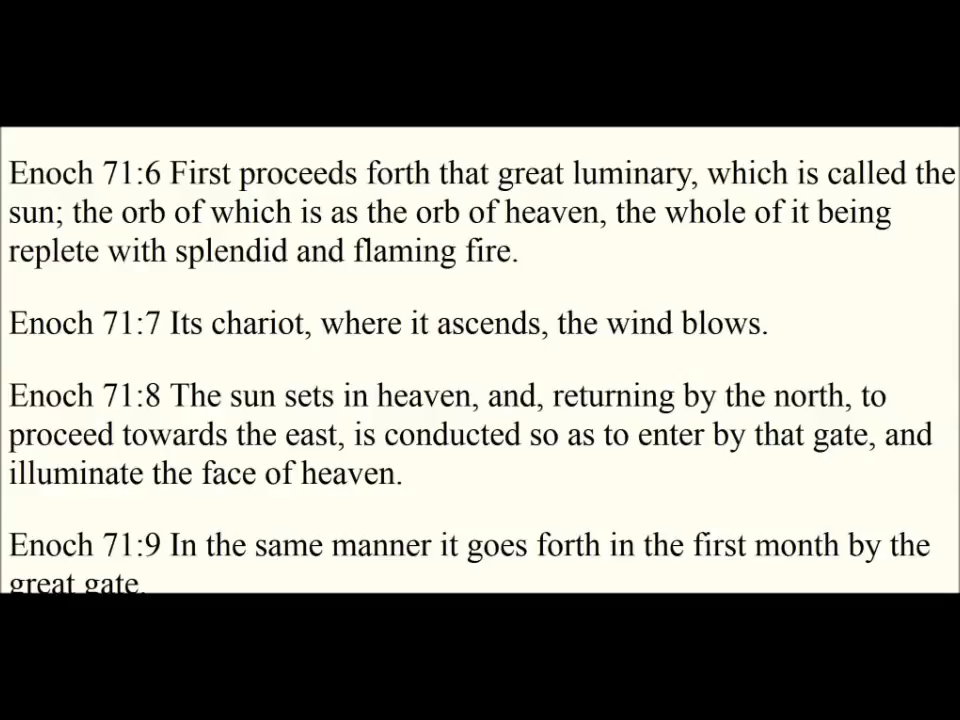 Enoch 71:6 First proceeds forth that great luminary, which is called the
sun; the orb of which is as the orb of heaven, the whole of it being
replete with splendid and flaming fire.
Enoch 71:7 Its chariot, where it ascends, the wind blows.
Enoch 71:8 The sun sets in heaven, and, returning by the north, to
proceed towards the east, is conducted so as to enter by that gate, and
illuminate the face of heaven.
Enoch 71:9 In the same manner it goes forth in the first month by the
great gate.